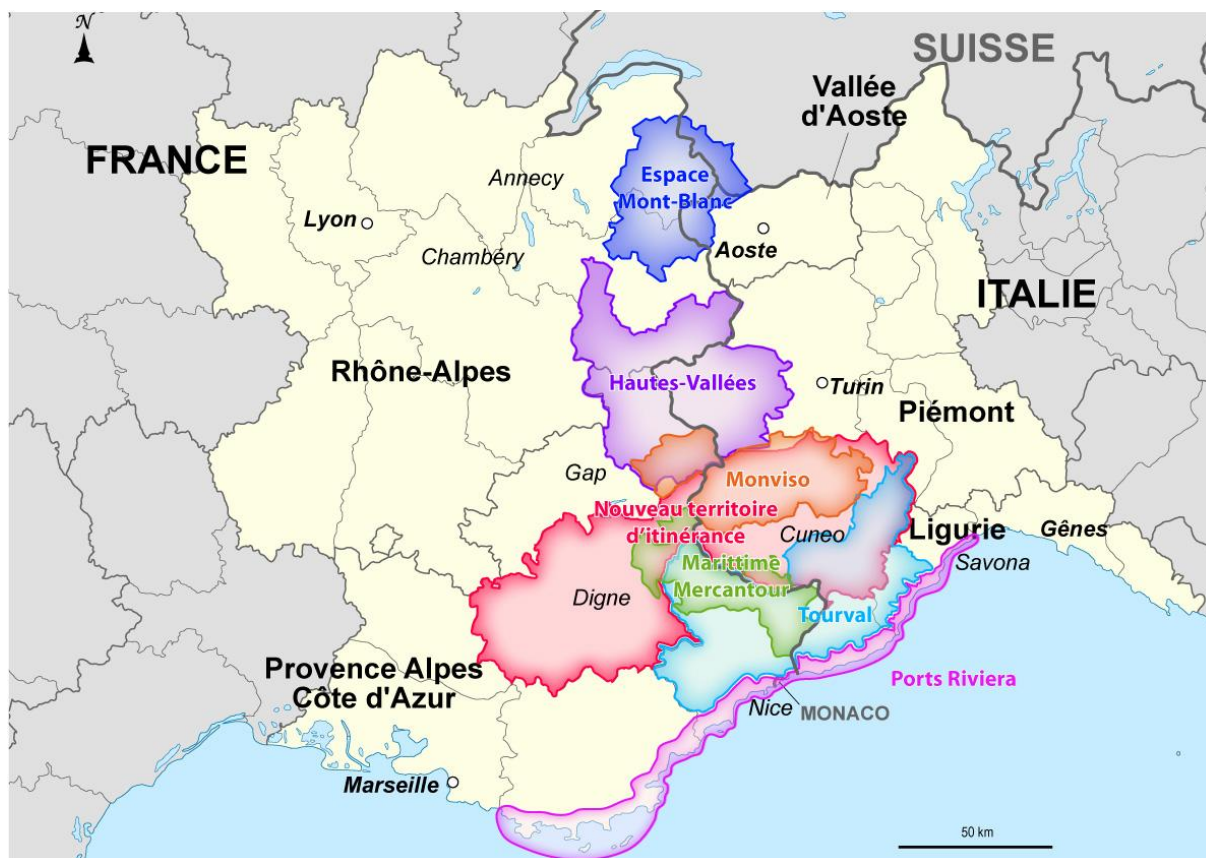 N
SUISSE
Vallée
d'Aoste
FRANCE
Annecy
Espace
Mont-Blanc
Lyon
Aoste
Chambéry
ITALIE
Rhône-Alpes
Hautes-Vallées
Turin
Piémont
Gap
Monviso
Nouveau territoire
d'itinérance
Cuneo
Ligurie
Gênes
Savona
Marittime
Mercantour
Digne
Tourval
Provence Alpes
Côte d'Azur
Ports Riviera
Nice
MONACO
Marseille
50 km